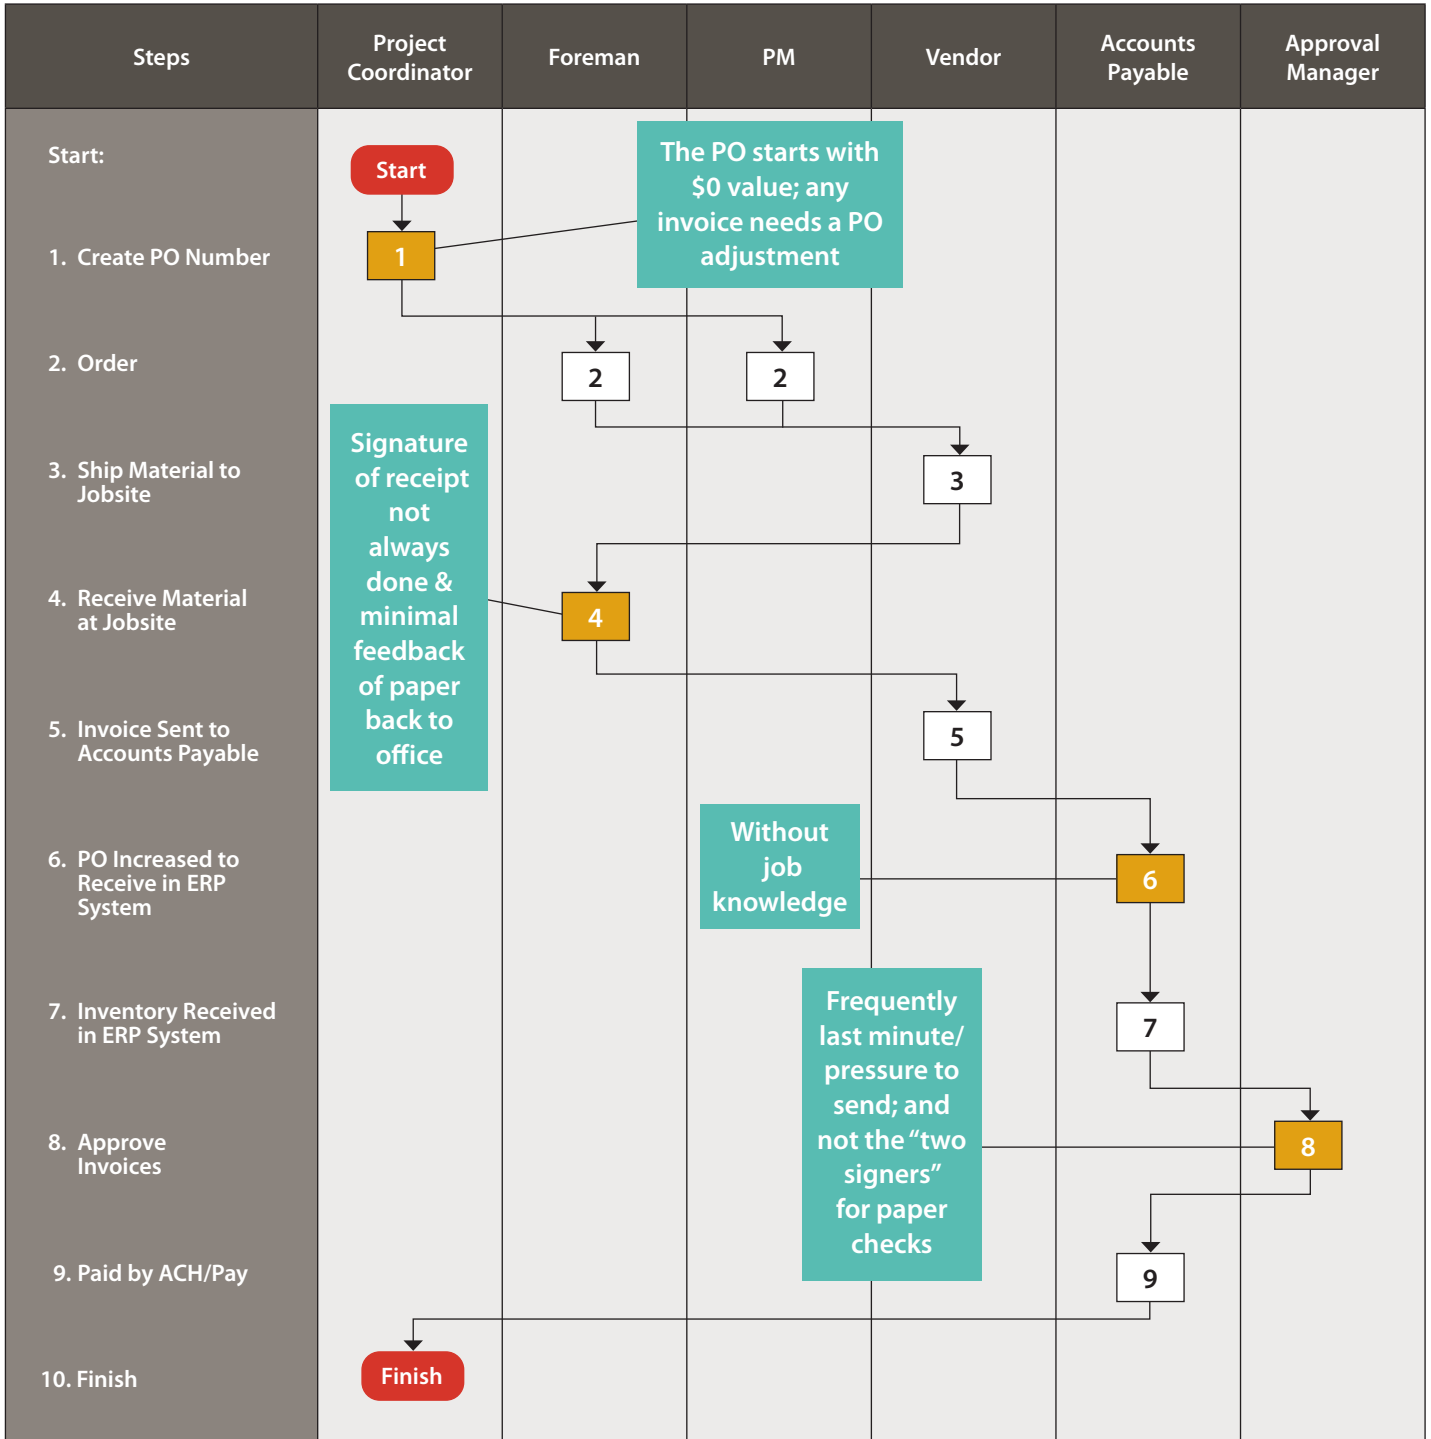 Steps
Project
Coordinator
Foreman
PM
Vendor
Accounts
Payable
Approval
Manager
Start:
Start
The PO starts with
$0 value; any
invoice needs a PO
adjustment
1. Create PO Number
1
2. Order
2
2
Signature
of receipt
not
always
done &
minimal
feedback
of paper
back to
office
3. Ship Material to
Jobsite
3
4. Receive Material
at Jobsite
4
5. Invoice Sent to
Accounts Payable
5
Without
job
knowledge
6. PO Increased to
Receive in ERP
System
6
Frequently
last minute/
pressure to
send; and
not the “two
signers”
for paper
checks
7. Inventory Received
in ERP System
7
8. Approve
Invoices
8
9. Paid by ACH/Pay
9
10. Finish
Finish